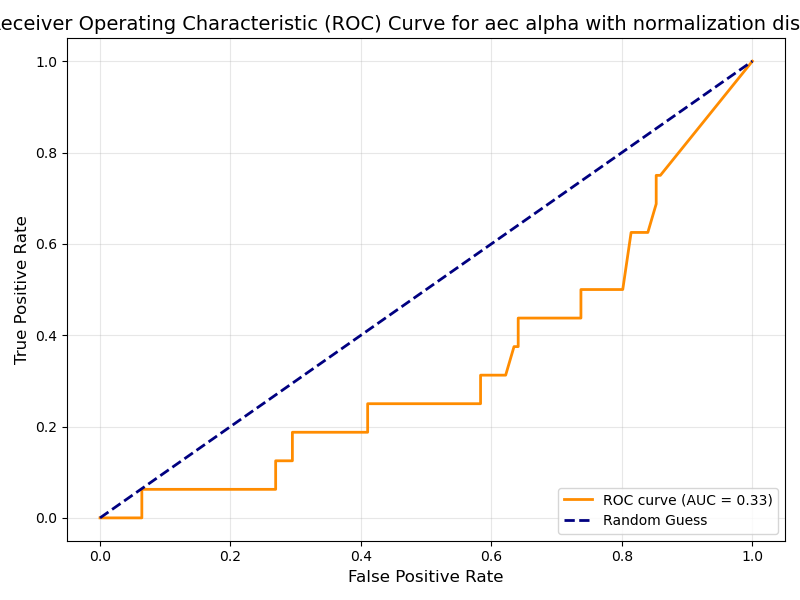 eceiver Operating Characteristic (ROC) Curve for aec alpha with normalization dis
True Positive Rate
1.0
0.8
0.6
0.4
0.2
0.0
ROC curve (AUC = 0.33)
Random Guess
0.0 0.2 0.4 0.6 0.8 1.0
False Positive Rate